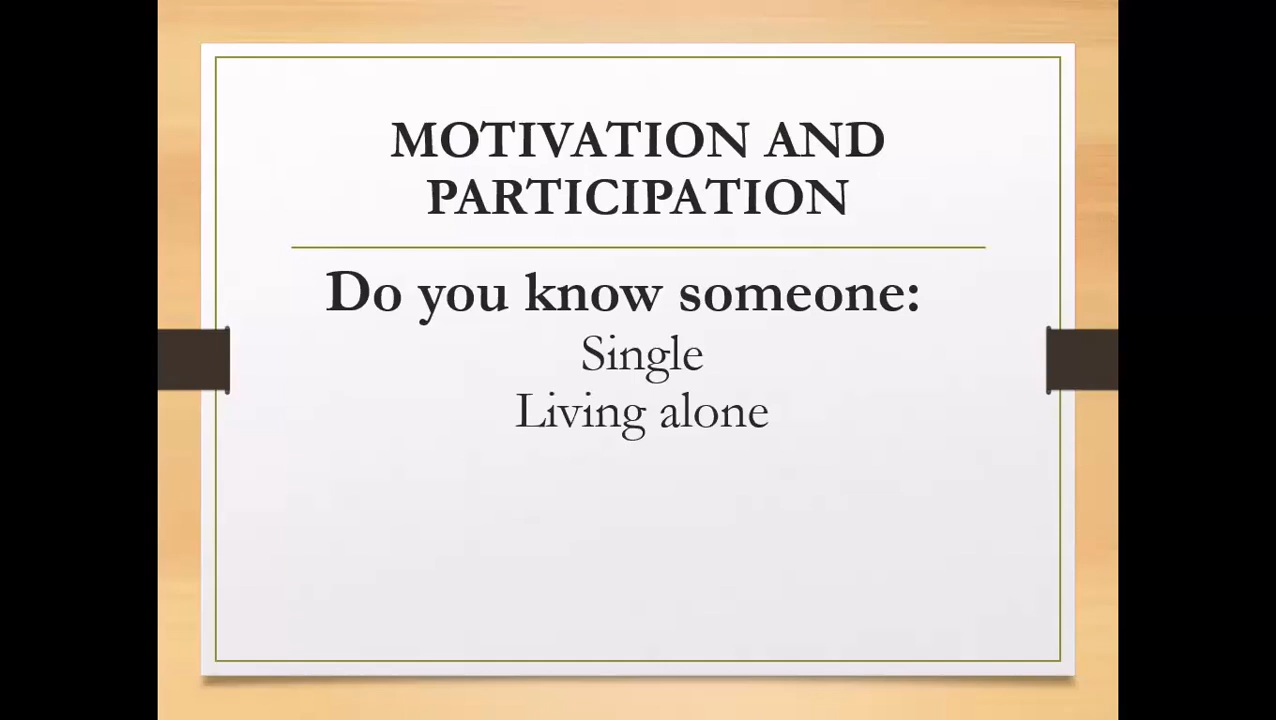 MOTIVATION AND
PARTICIPATION
Do you know someone:
Single
Living alone